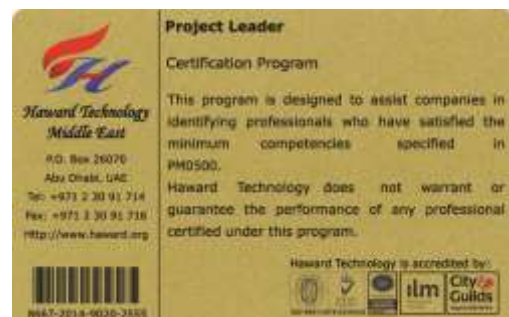 Haward Technology
Middle East
P.O. Box 26070
Abu Dhabi, UAE
Tel: +971 2 30 91 714
Fax: +971 2 30 91 716
http://www.haward.org
Project Leader
Certification Program
This program is designed to assist companies in
identifying professionals who have satisfied the
minimum competencies specified in
PM0500.
Haward Technology does not warrant or
guarantee the performance of any professional
certified under this program.
Haward Technology is accredited by:
ilm
City&
Guilds